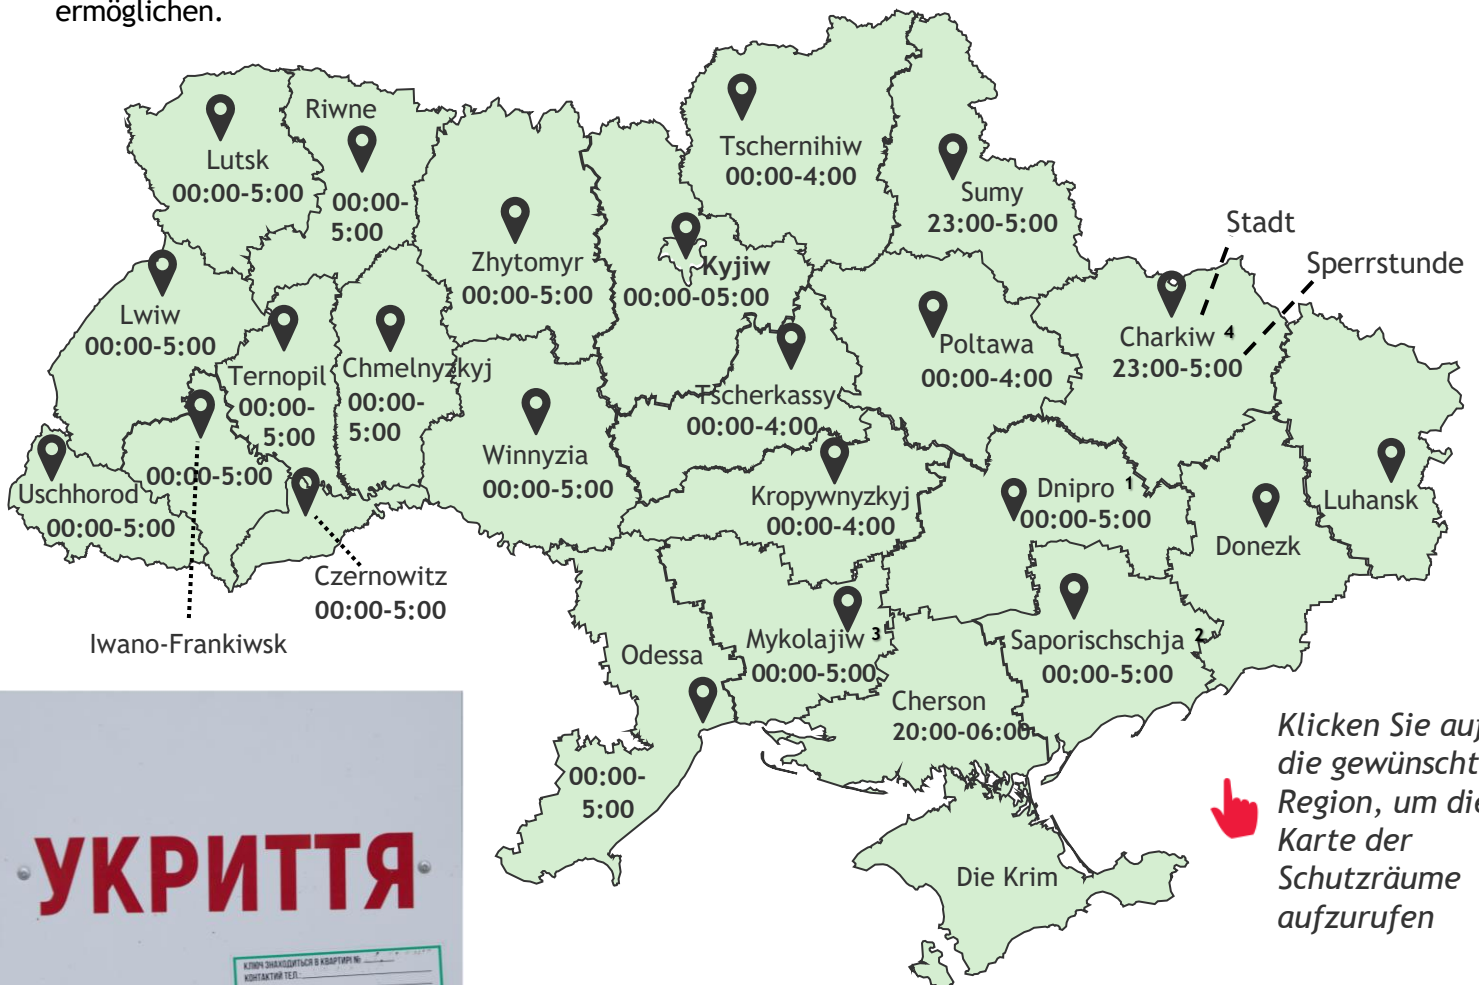 ermöglichen.
Riwne
00:00-
5:00
Lutsk
00:00-5:00
Tschernihiw
00:00-4:00
Sumy
23:00-5:00
Stadt
Sperrstunde
Zhytomyr
00:00-5:00
Kyjiw
00:00-05:00
Lwiw
00:00-5:00
Ternopil
00:00-
5:00
Chmelnyzkyj
00:00-
5:00
Tscherkassy
00:00-4:00
Poltawa
00:00-4:00
Charkiw 4
23:00-5:00
Winnyzia
00:00-5:00
00:00-5:00
Uschhorod
00:00-5:00
Kropywnyzkyj
00:00-4:00
Dnipro 1
00:00-5:00
Luhansk
Donezk
Czernowitz
00:00-5:00
Iwano-Frankiwsk
Odessa
00:00-
5:00
Mykolajiw 3
00:00-5:00
Saporischschja 2
00:00-5:00
Cherson
20:00-06:00
Die Krim
Klicken Sie auf
die gewünscht
Region, um die
Karte der
Schutzräume
aufzurufen
УКРИТТЯ
КЛЮЧ ЗНАХОДИТЬСЯ В КВАРТИРІ №
КОНТАКТНИЙ ТЕЛ.: